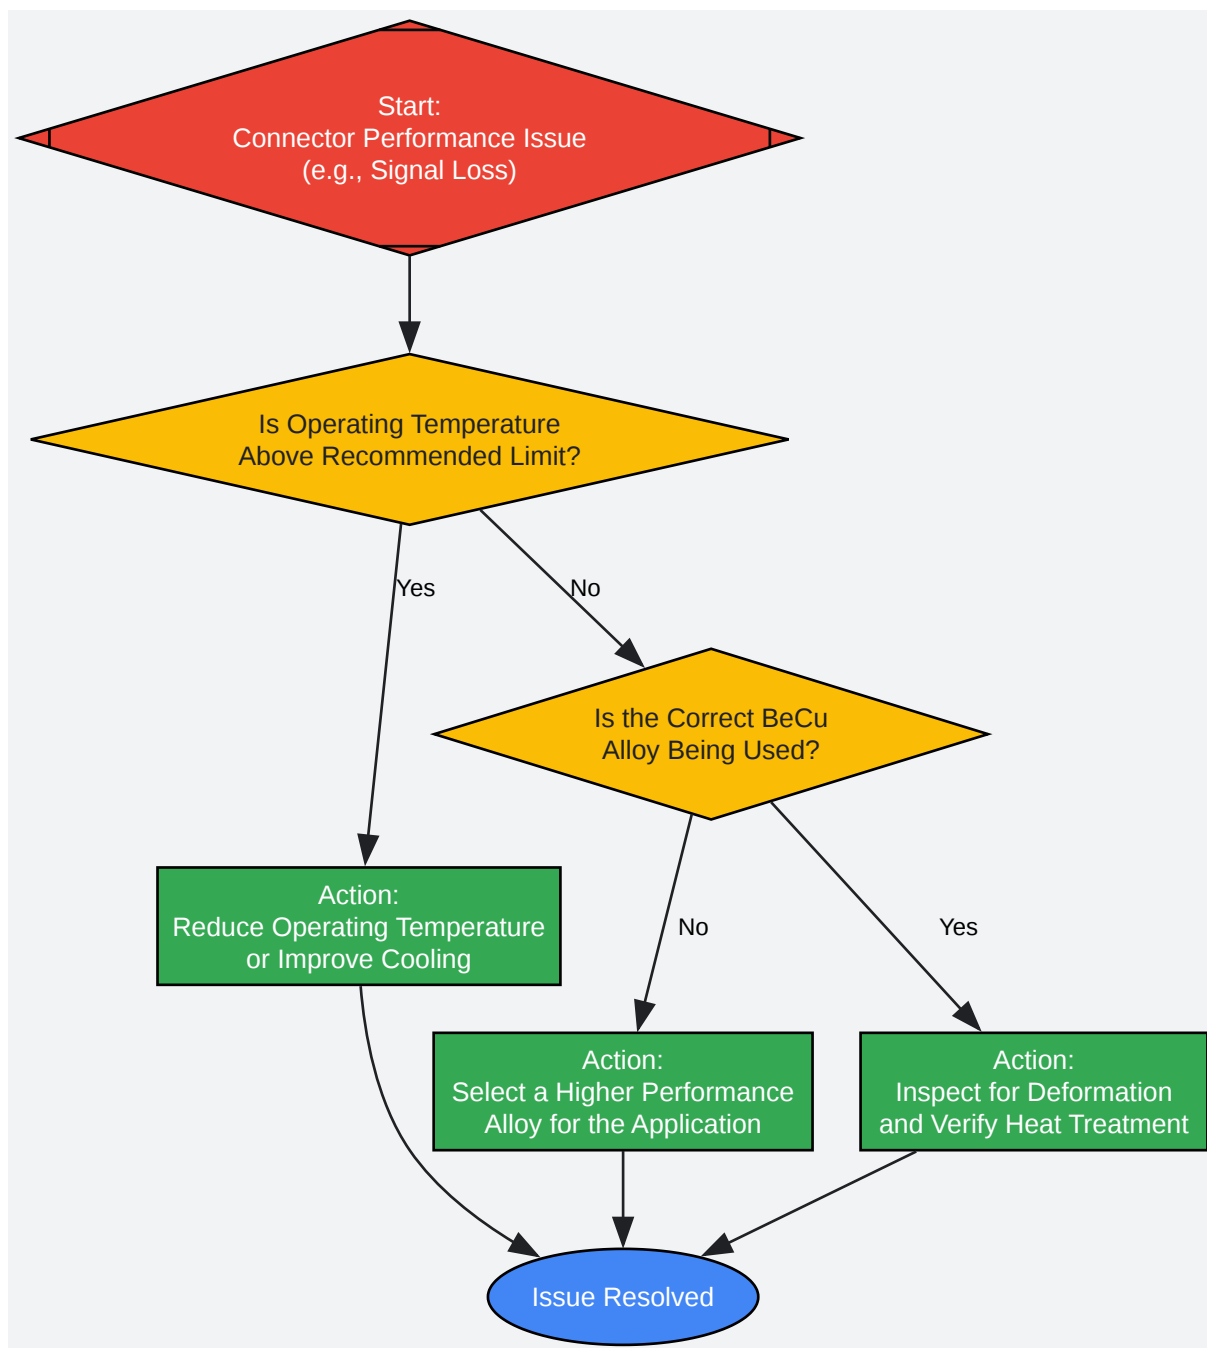 Start:
Connector Performance Issue
(e.g., Signal Loss)
Is Operating Temperature
Above Recommended Limit?
Yes
No
Is the Correct BeCu
Alloy Being Used?
Action:
Reduce Operating Temperature
or Improve Cooling
No
Yes
Action:
Select a Higher Performance
Alloy for the Application
Action:
Inspect for Deformation
and Verify Heat Treatment
Issue Resolved